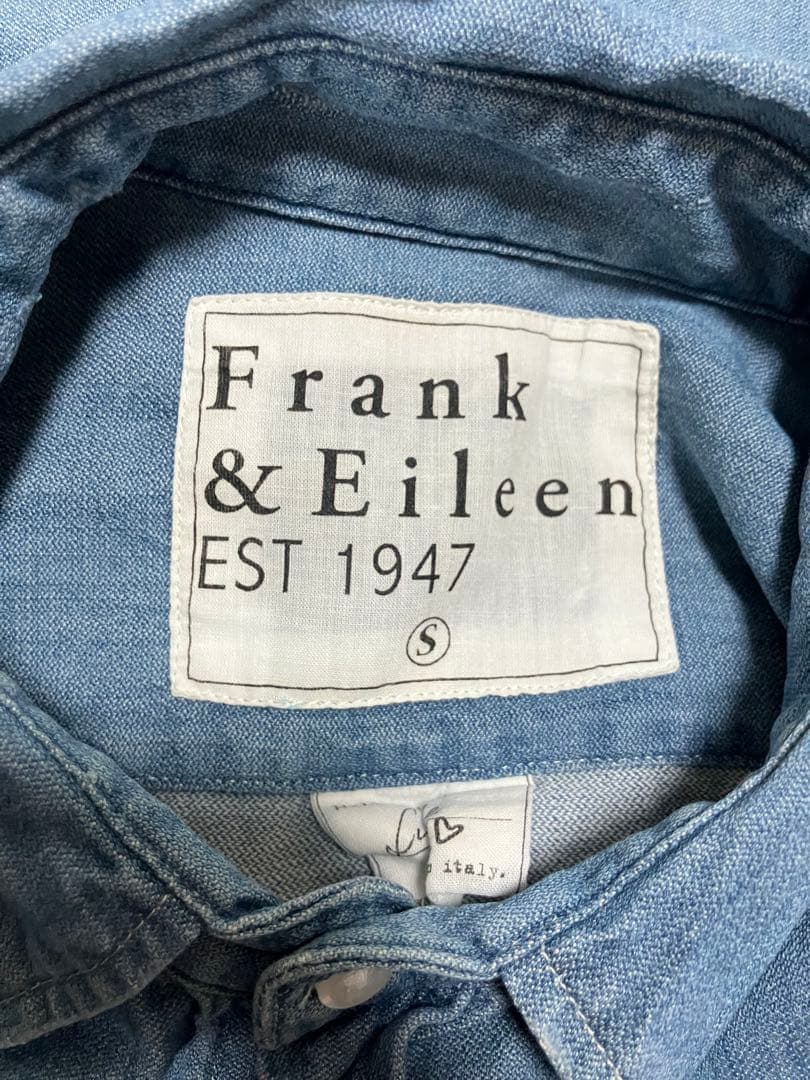 Frank
& Eileen
EST 1947
S
italy.